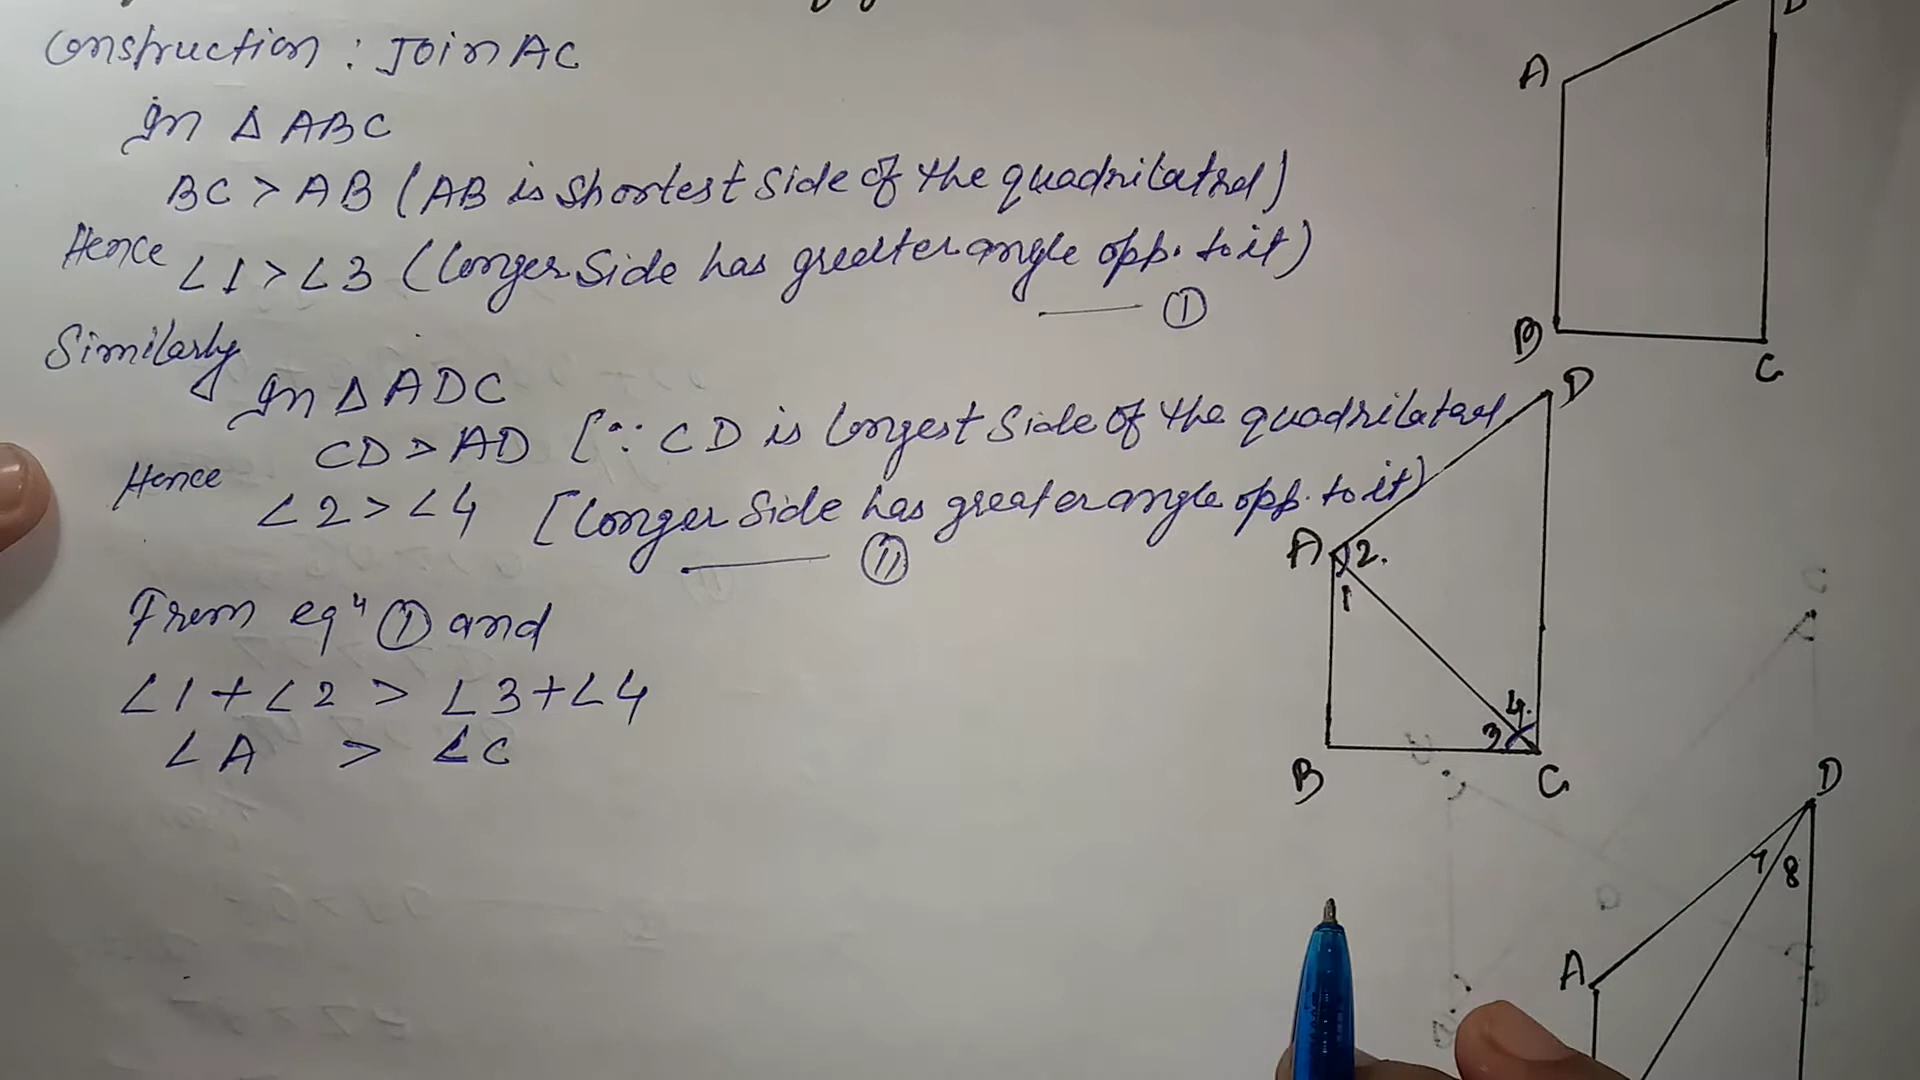 Construction : Join AC
In Δ ABC
BC > AB (AB is shortest side of the quadrilatrel)
Hence ∠1 > ∠3 (longer side has greater angle opp. to it)
—— ①
Similarly
In Δ ADC
CD > AD [∵ CD is longest side of the quadrilatrel
Hence ∠2 > ∠4 [longer side has greater angle opp. to it)
—— ⑪
From eqⁿ ① and
∠1 + ∠2 > ∠3 + ∠4
∠A > ∠C
D
A
B
C
D
A 2.
1
4.
3
B
C
D
7 8
A